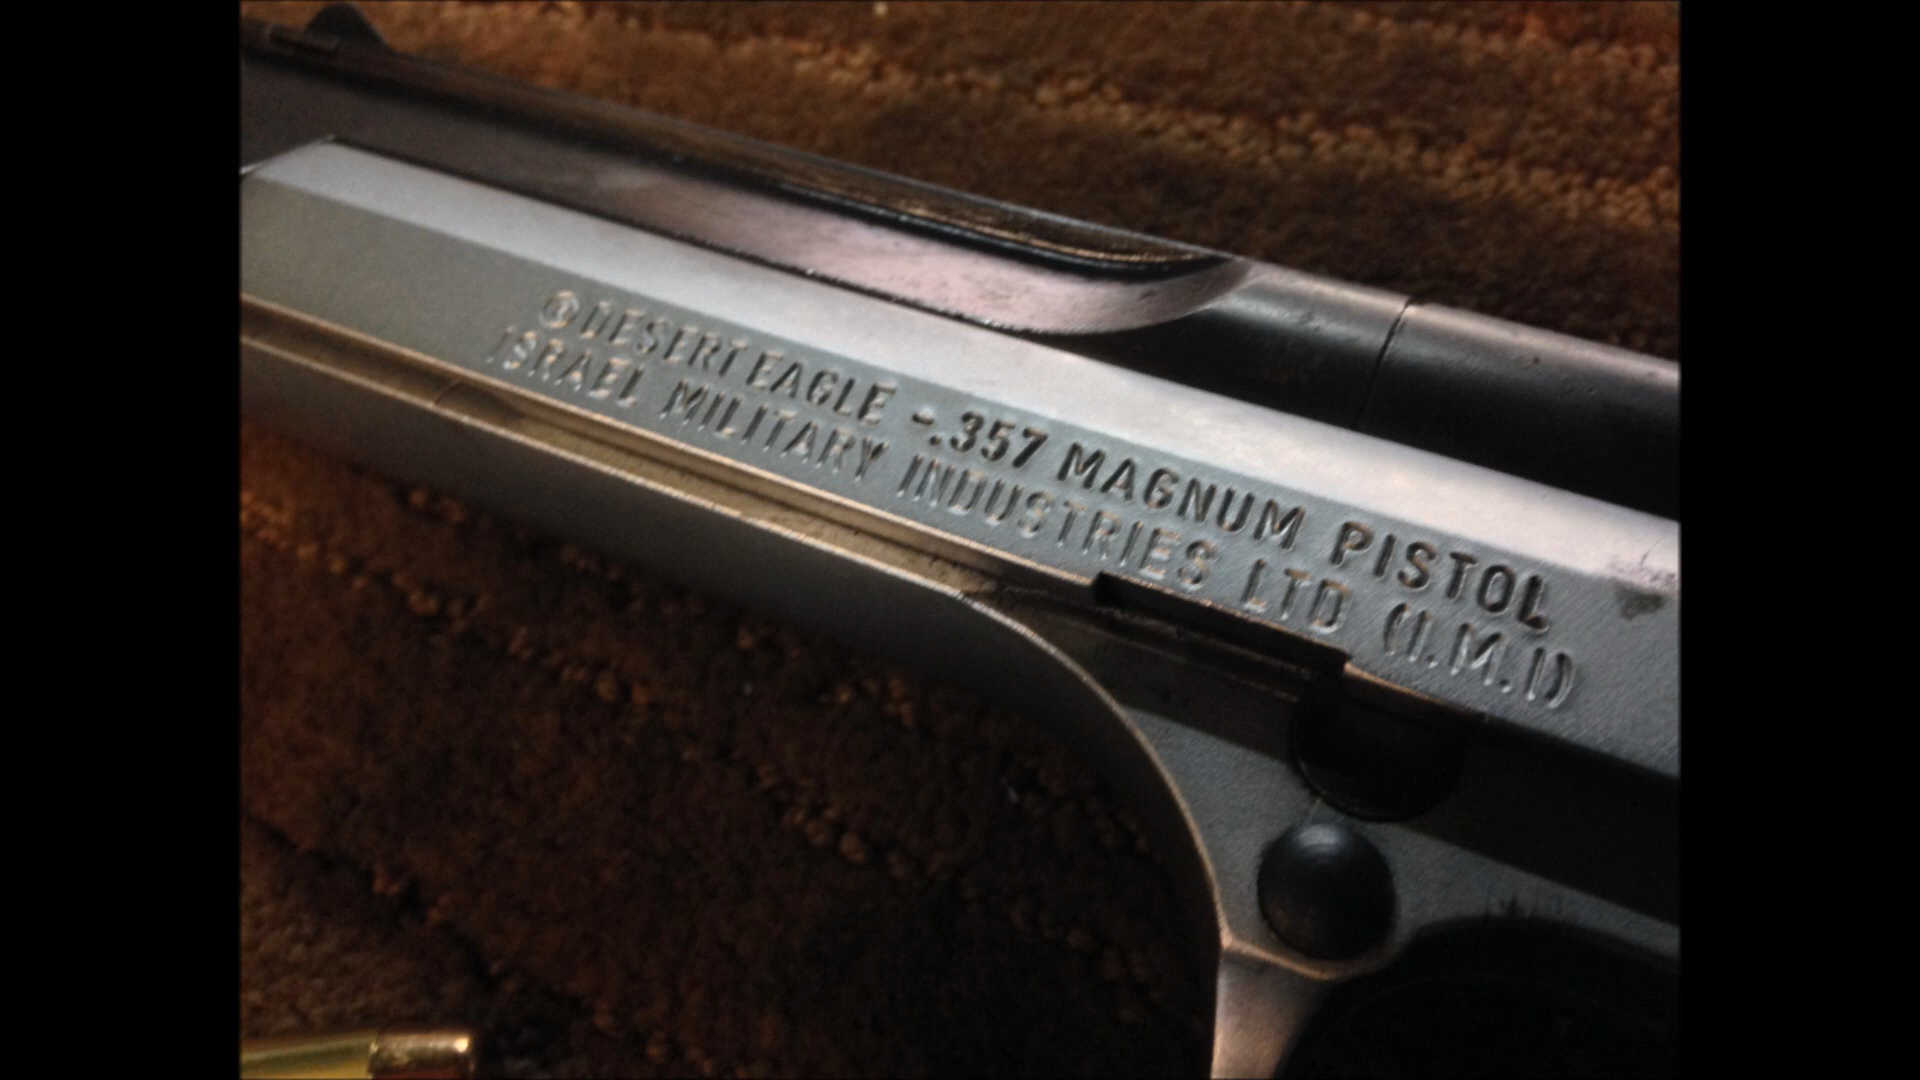 ® DESERT EAGLE -.357 MAGNUM PISTOL
ISRAEL MILITARY INDUSTRIES LTD (I.M.I)